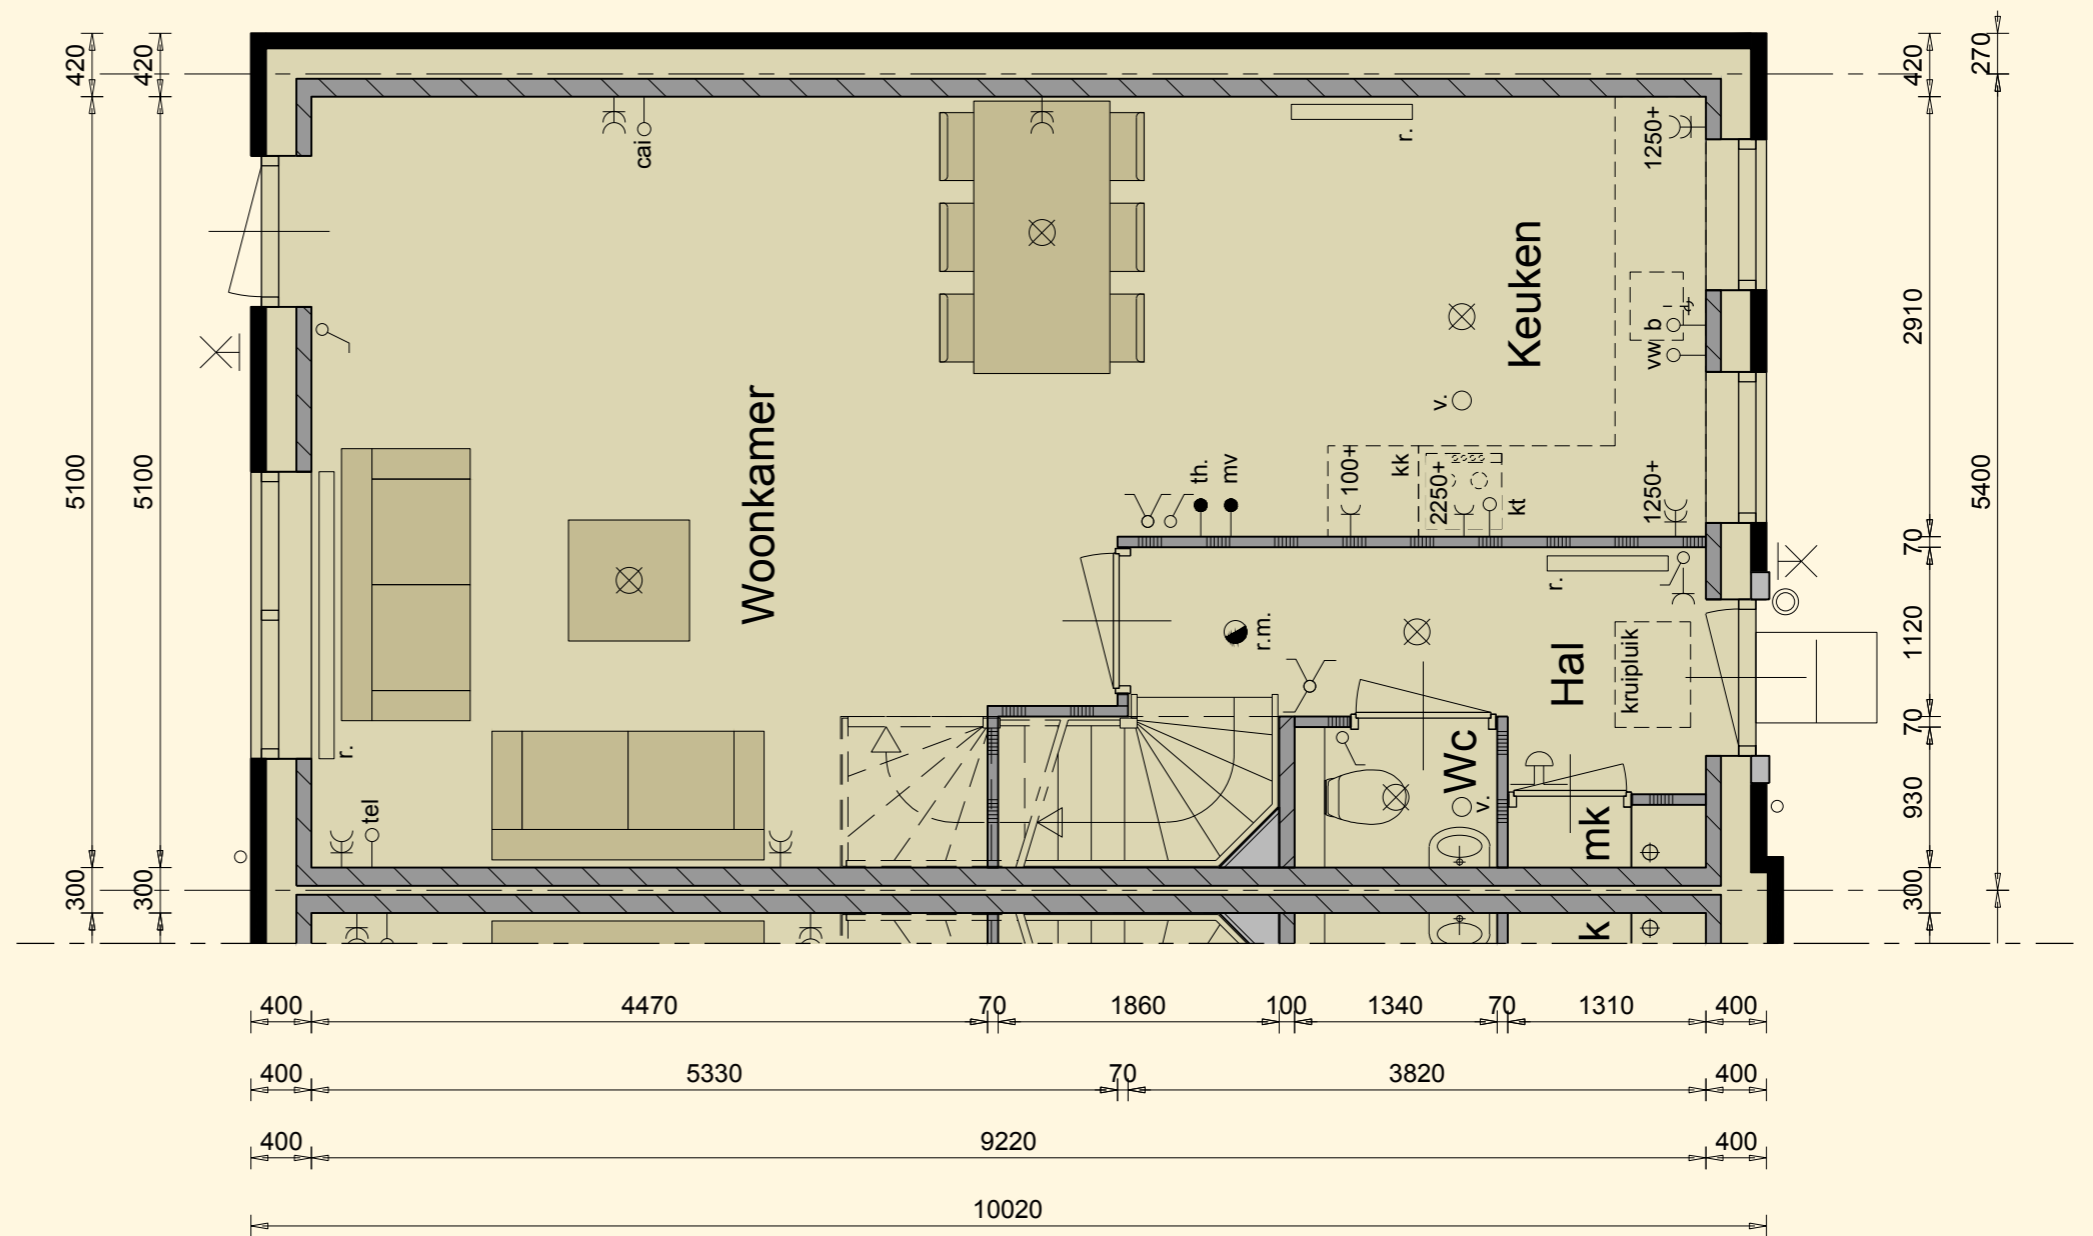 420
420
420
270
cai
r.
1250+
Keuken
2910
vw
b
Woonkamer
v.
5100
5100
5400
th.
mv
100+
kk
2250+
kt
1250+
70
r.m.
r.
Hal
kruipluik
1120
70
r.
Wc
v.
tel
mk
930
300
300
300
k
400
4470
70
1860
100
1340
70
1310
400
400
5330
70
3820
400
400
9220
400
10020